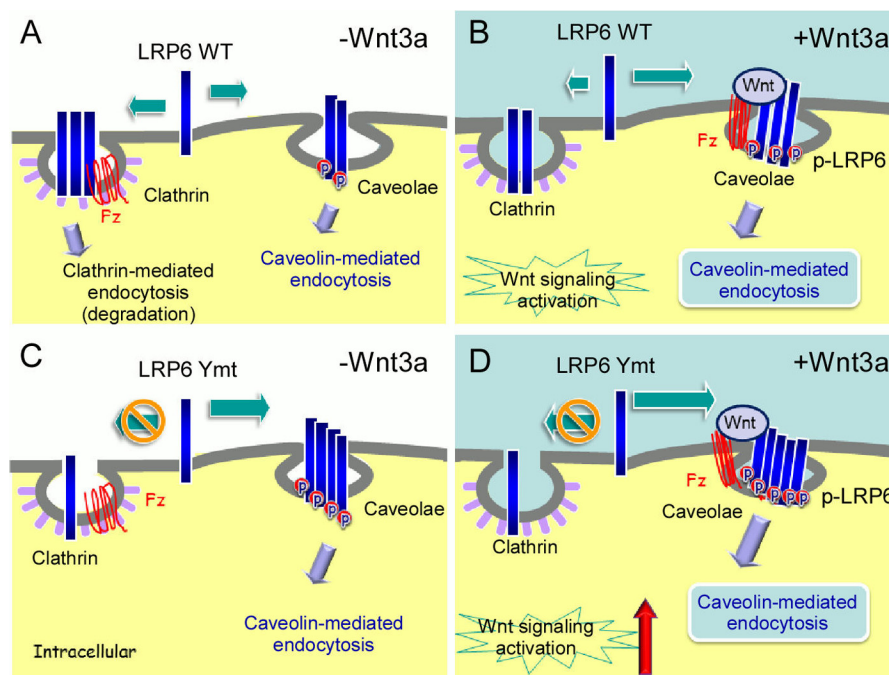 A
-Wnt3a
LRP6 WT
P
P
Clathrin
Fz
Caveolae
Clathrin-mediated
endocytosis
(degradation)
Caveolin-mediated
endocytosis
B
+Wnt3a
LRP6 WT
Wnt
Fz
P
P
P
p-LRP6
Caveolae
Clathrin
Wnt signaling
activation
Caveolin-mediated
endocytosis
C
-Wnt3a
LRP6 Ymt
P
P
P
P
Fz
Caveolae
Clathrin
Caveolin-mediated
endocytosis
Intracellular
D
+Wnt3a
LRP6 Ymt
Wnt
Fz
P
P
P
P
P
p-LRP6
Caveolae
Clathrin
Caveolin-mediated
endocytosis
Wnt signaling
activation